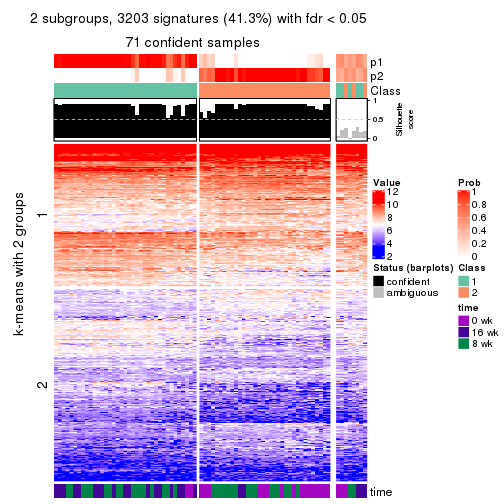 2 subgroups, 3203 signatures (41.3%) with fdr < 0.05
71 confident samples
p1
p2
Class
1
0.5
0
Silhouette
score
k-means with 2 groups
1
2
time
Value
12
10
8
6
4
2
Prob
1
0.8
0.6
0.4
0.2
0
Status (barplots)
confident
ambiguous
Class
1
2
time
0 wk
16 wk
8 wk